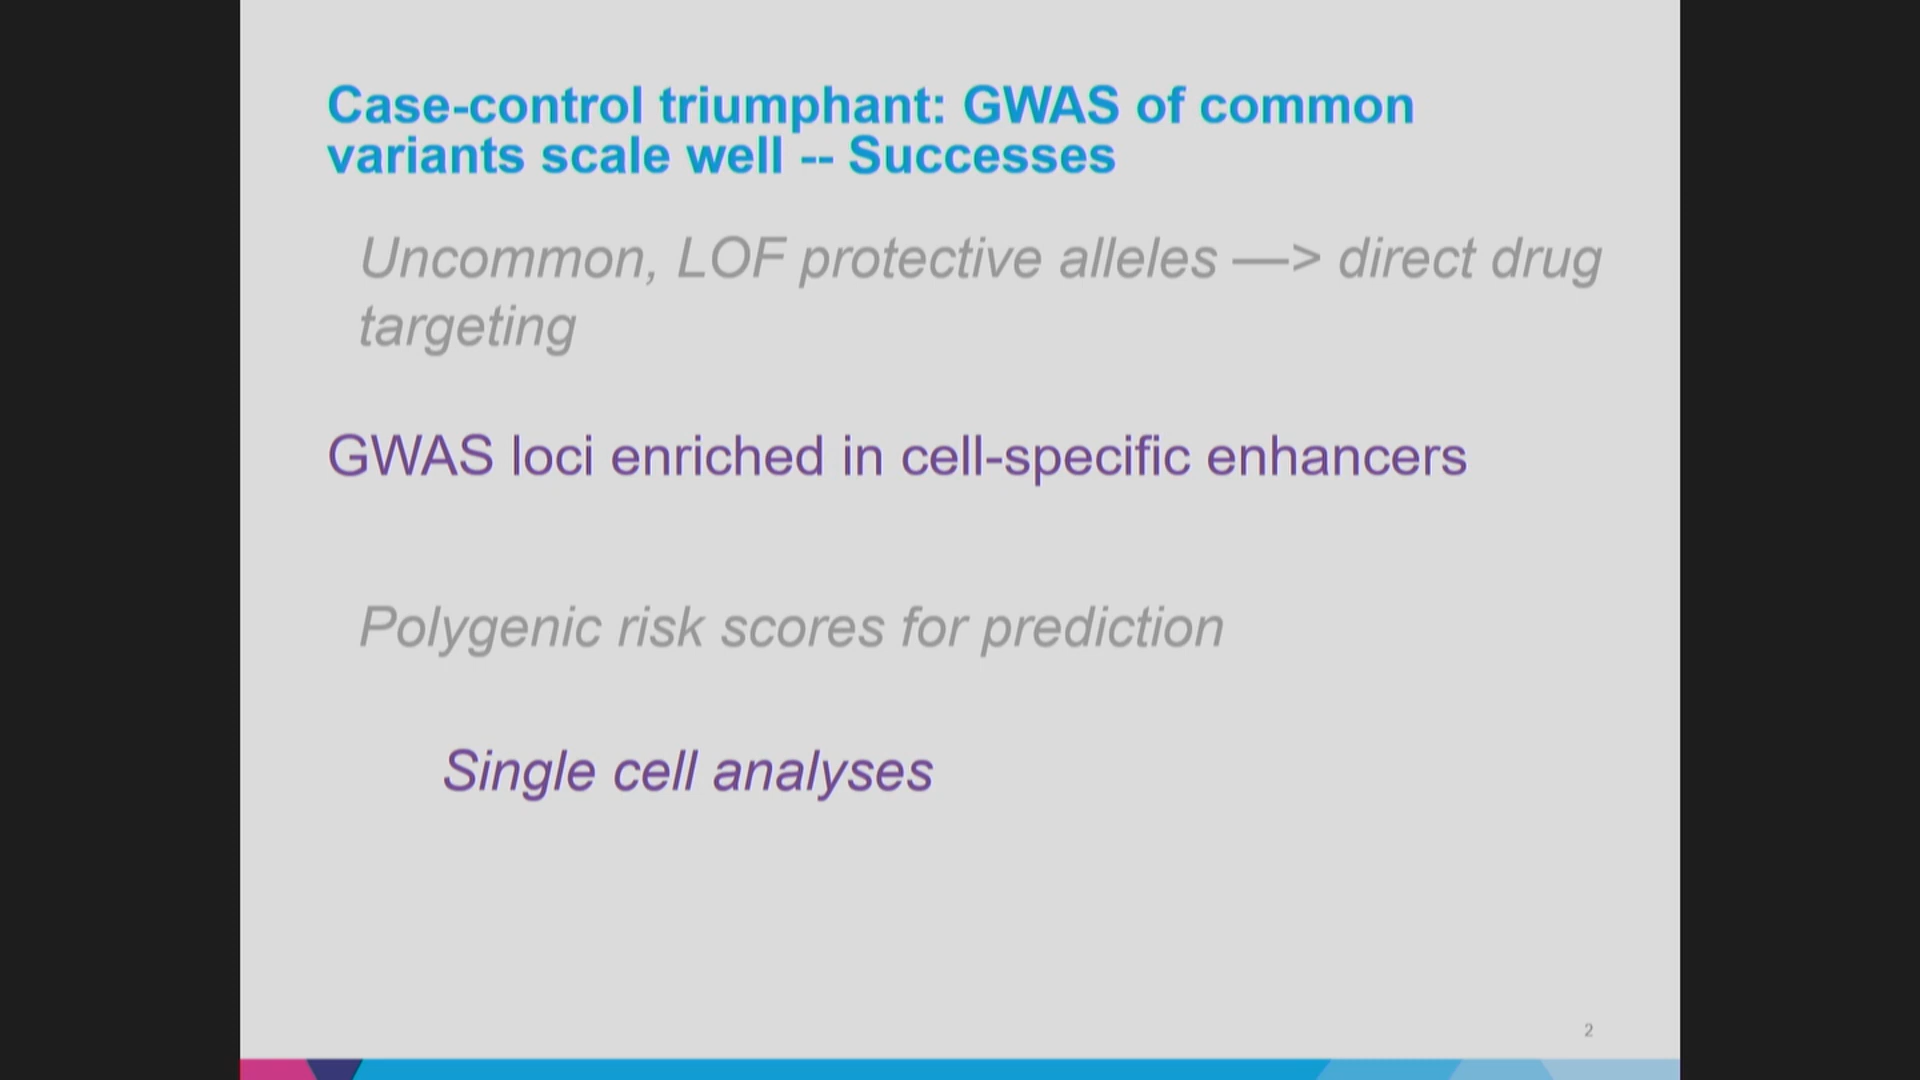 Case-control triumphant: GWAS of common
variants scale well -- Successes
Uncommon, LOF protective alleles —> direct drug
targeting
GWAS loci enriched in cell-specific enhancers
Polygenic risk scores for prediction
Single cell analyses
2